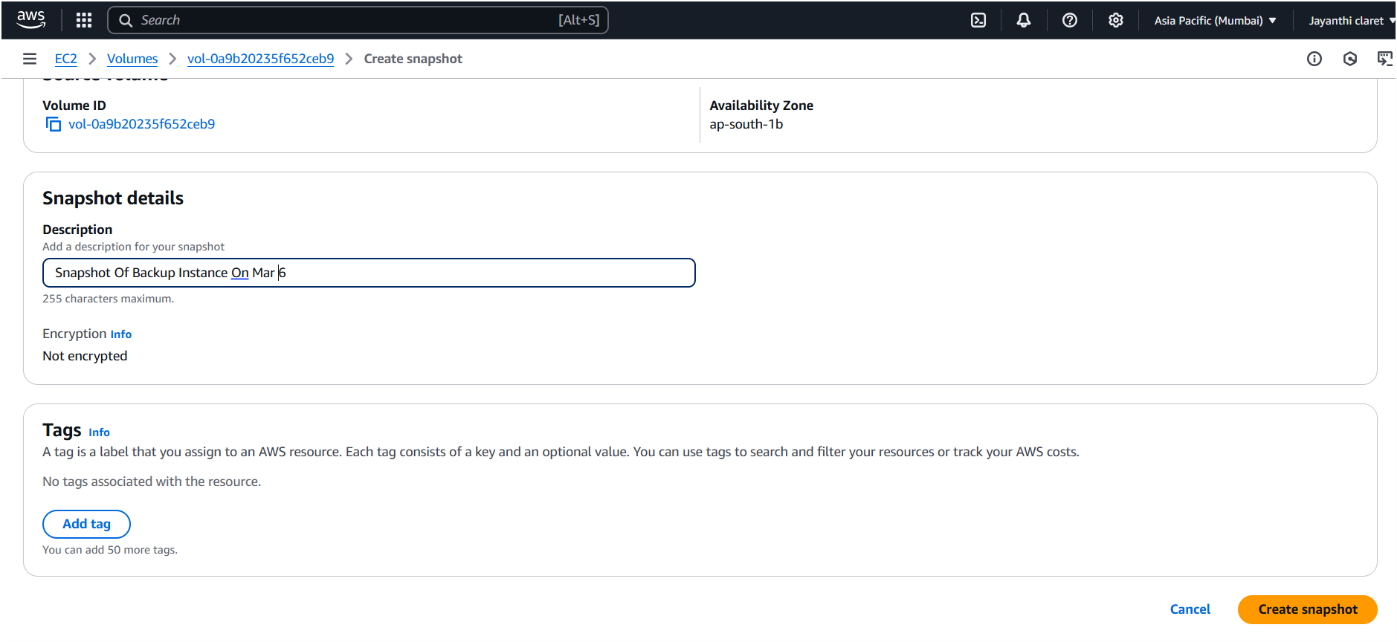 aws
Search [Alt+S]
Asia Pacific (Mumbai) ▼
Jayanthi claret
EC2 > Volumes > vol-0a9b20235f652ceb9 > Create snapshot
Source volume
Volume ID
vol-0a9b20235f652ceb9
Availability Zone
ap-south-1b
Snapshot details
Description
Add a description for your snapshot
Snapshot Of Backup Instance On Mar 6
255 characters maximum.
Encryption Info
Not encrypted
Tags Info
A tag is a label that you assign to an AWS resource. Each tag consists of a key and an optional value. You can use tags to search and filter your resources or track your AWS costs.
No tags associated with the resource.
Add tag
You can add 50 more tags.
Cancel
Create snapshot